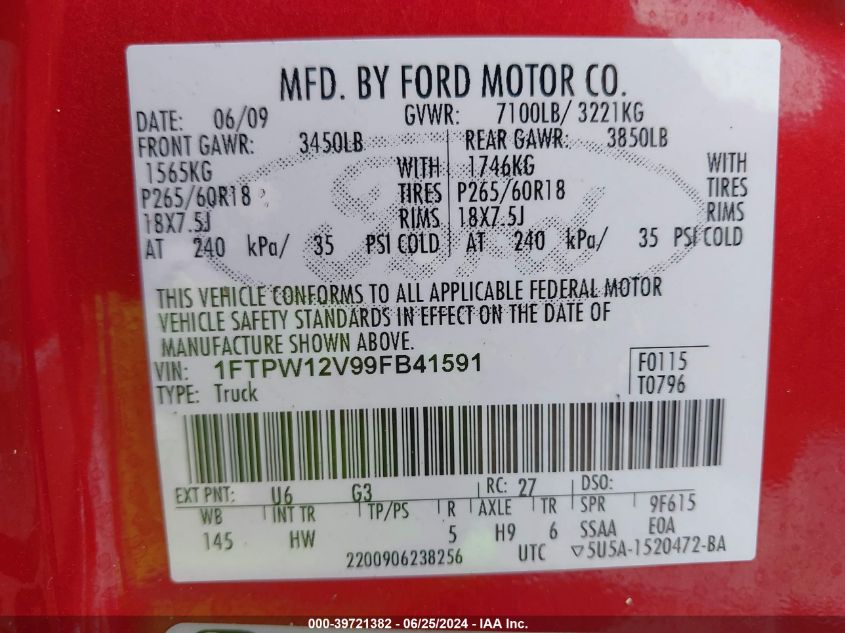 MFD. BY FORD MOTOR CO.
DATE: 06/09 GVWR: 7100LB/ 3221KG
FRONT GAWR: 3450LB REAR GAWR: 3850LB
1565KG WITH 1746KG WITH
P265/60R18 TIRES P265/60R18 TIRES
18X7.5J RIMS 18X7.5J RIMS
AT 240 kPa/ 35 PSI COLD AT 240 kPa/ 35 PSI COLD
Ford
THIS VEHICLE CONFORMS TO ALL APPLICABLE FEDERAL MOTOR
VEHICLE SAFETY STANDARDS IN EFFECT ON THE DATE OF
MANUFACTURE SHOWN ABOVE.
VIN: 1FTPW12V99FB41591 F0115
TYPE: Truck T0796
EXT PNT: U6 G3 RC: 27 DSO:
WB INT TR TP/PS R AXLE TR SPR 9F615
145 HW 5 H9 6 SSAA E0A
2200906238256 UTC ▽5U5A-1520472-BA
000-39721382 - 06/25/2024 - IAA Inc.